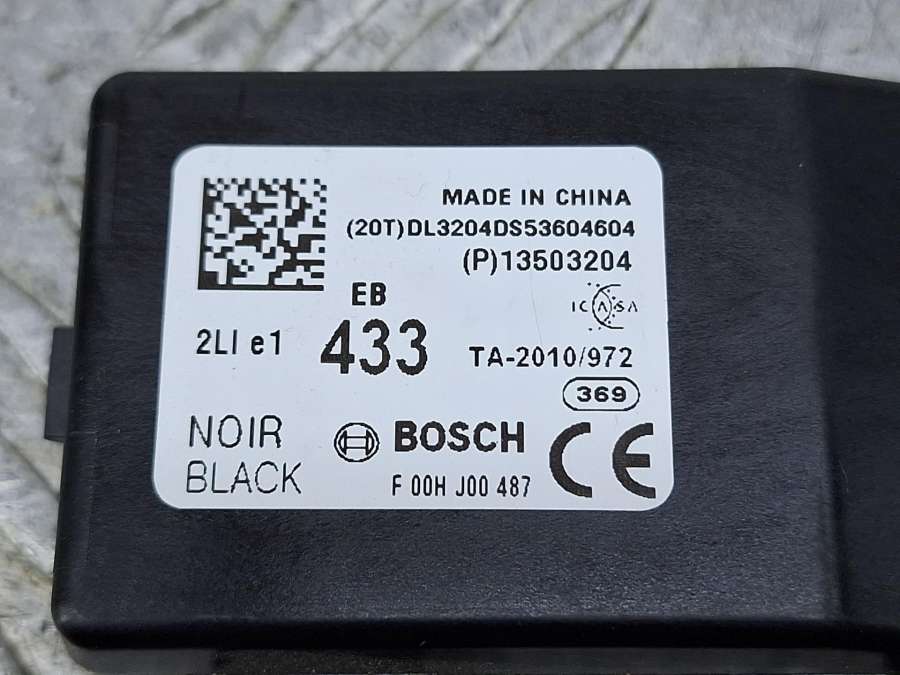 MADE IN CHINA
(20T)DL3204DS53604604
(P)13503204
EB
ICASA
2LI e1
433
TA-2010/972
369
NOIR
BLACK
BOSCH
CE
F 00H J00 487